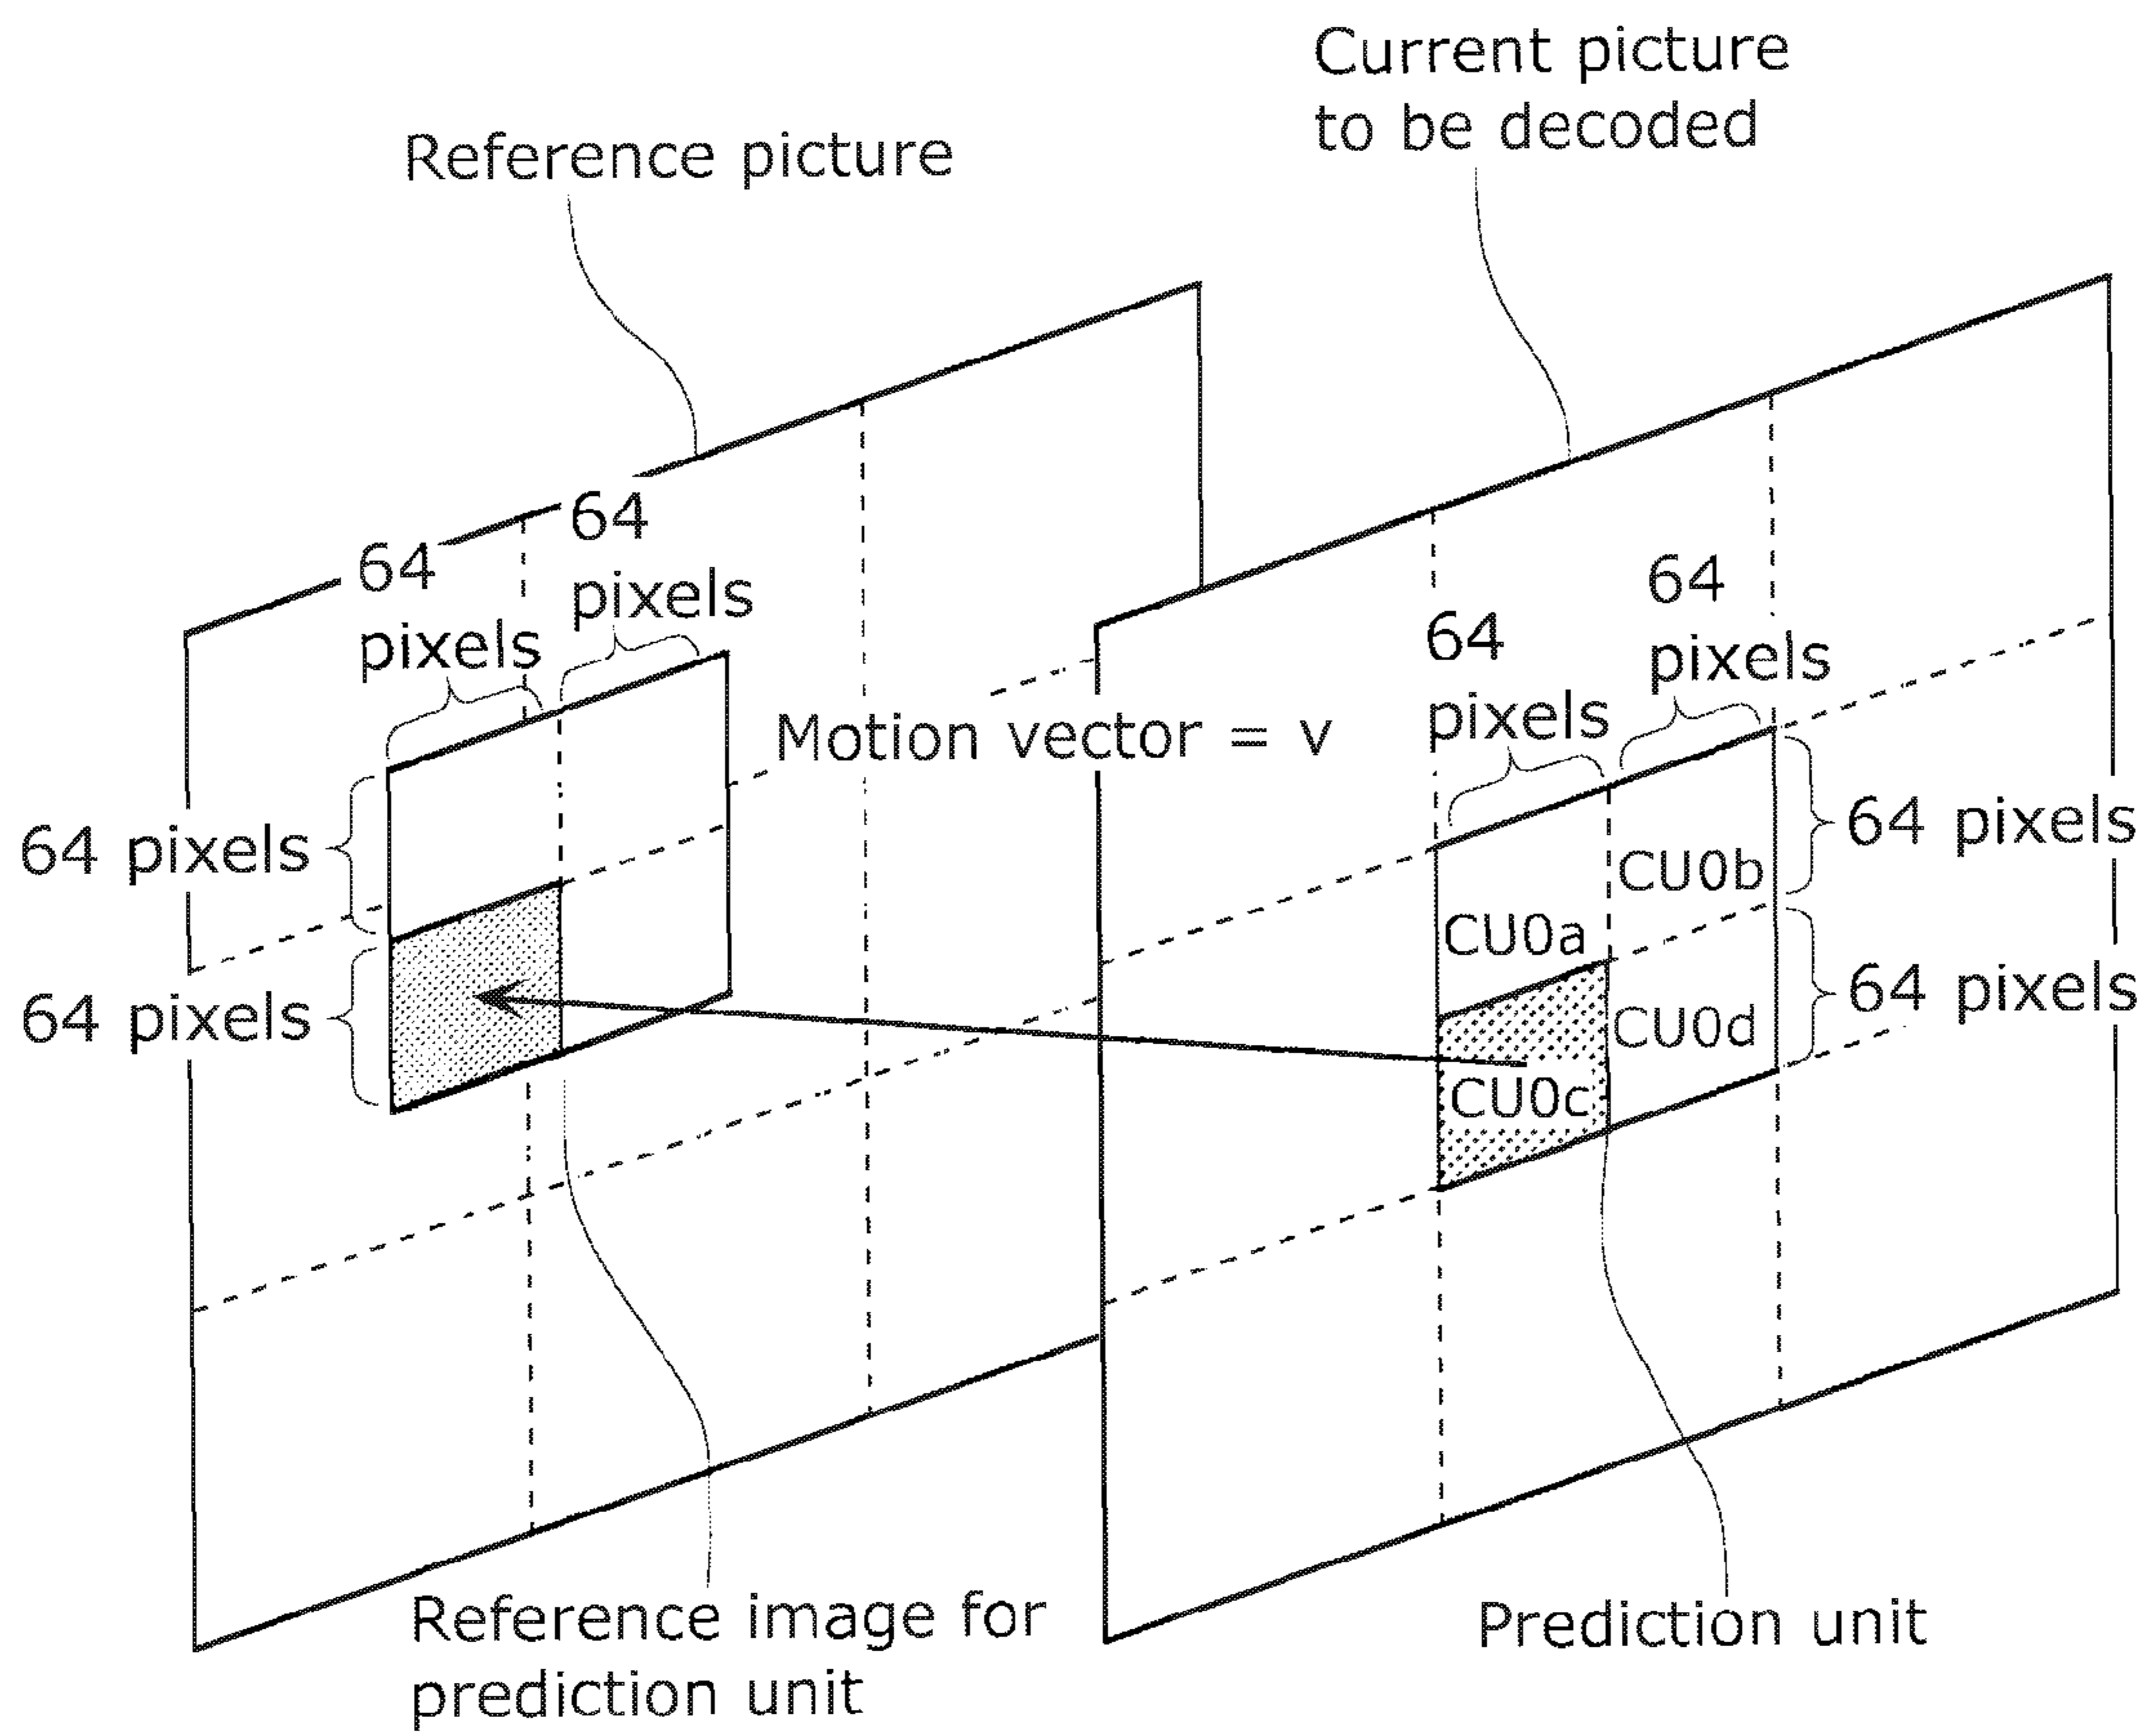 Current picture
to be decoded
Reference picture
64
pixels
64
pixels
64
pixels
64
pixels
Motion vector = v
64 pixels
64 pixels
64 pixels
64 pixels
CU0b
CU0a
CU0d
CU0c
Reference image for
prediction unit
Prediction unit